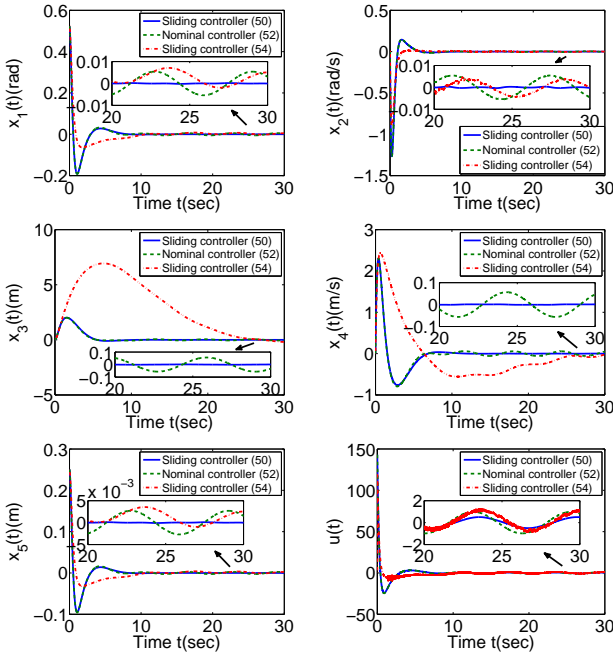 Sliding controller (50)
Nominal controller (52)
Sliding controller (54)
x1(t)(rad)
0.6
0.4
0.2
0
−0.2
0.01
0
0.01
20 25 30
0 10 20 30
Time t(sec)
x2(t)(rad/s)
0.5
0
−0.5
−1
−1.5
0.01
0
0.01
20 25 30
Sliding controller (50)
Nominal controller (52)
Sliding controller (54)
0 10 20 30
Time t(sec)
Sliding controller (50)
Nominal controller (52)
Sliding controller (54)
x3(t)(m)
10
5
0
−5
0.1
0
−0.1
20 25 30
0 10 20 30
Time t(sec)
Sliding controller (50)
Nominal controller (52)
Sliding controller (54)
x4(t)(m/s)
4
3
2
1
0
−1
0.1
0
−0.1
20 25 30
0 10 20 30
Time t(sec)
Sliding controller (50)
Nominal controller (52)
Sliding controller (54)
x5(t)(m)
0.3
0.2
0.1
0
−0.1
5 x 10−3
0
5
20 25 30
0 10 20 30
Time t(sec)
Sliding controller (50)
Nominal controller (52)
Sliding controller (54)
u(t)
150
100
50
0
−50
2
0
−2
20 25 30
0 10 20 30
Time t(sec)